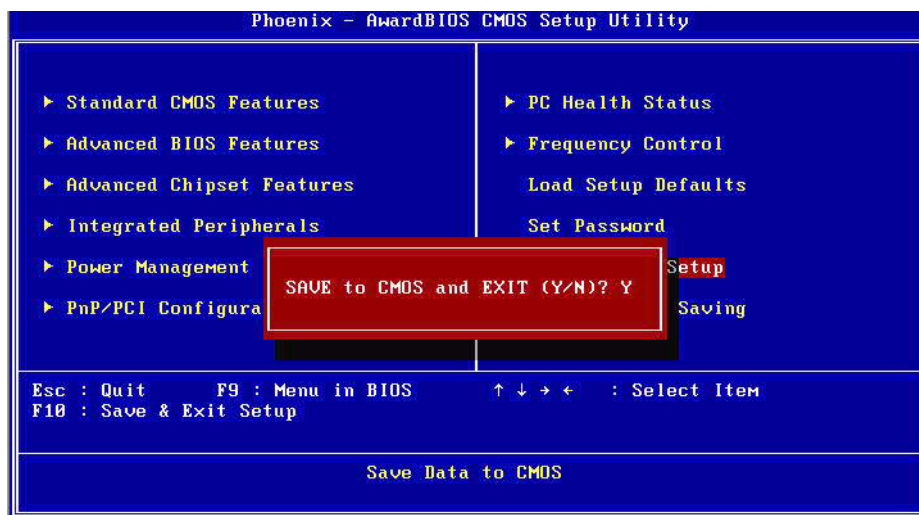 Phoenix - AwardBIOS CMOS Setup Utility
► Standard CMOS Features
► Advanced BIOS Features
► Advanced Chipset Features
► Integrated Peripherals
► Power Management
► PnP/PCI Configura
► PC Health Status
► Frequency Control
Load Setup Defaults
Set Password
Setup
Saving
SAVE to CMOS and EXIT (Y/N)? Y
Esc : Quit F9 : Menu in BIOS ↑ ↓ → ← : Select Item
F10 : Save & Exit Setup
Save Data to CMOS